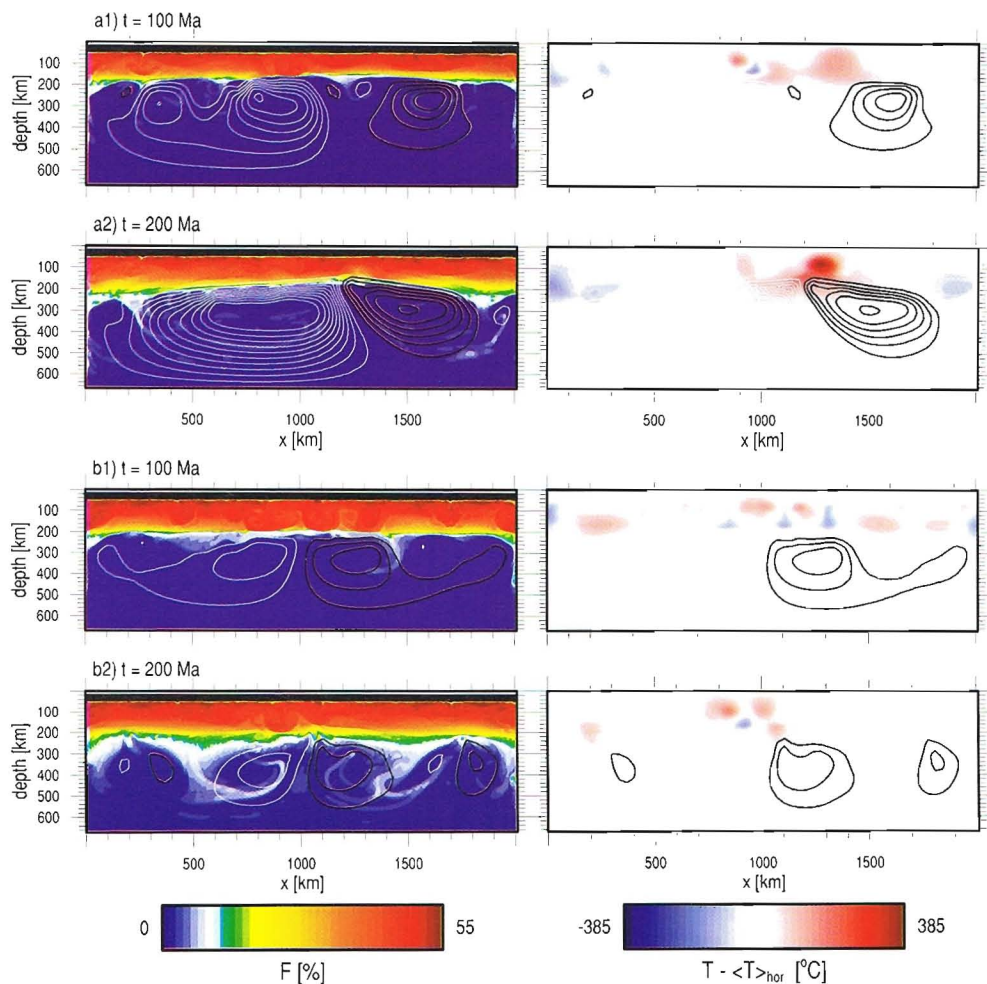 a1) t = 100 Ma
depth [km]
100
200
300
400
500
600
a2) t = 200 Ma
depth [km]
100
200
300
400
500
600
500 1000 1500 500 1000 1500
x [km] x [km]
b1) t = 100 Ma
depth [km]
100
200
300
400
500
600
b2) t = 200 Ma
depth [km]
100
200
300
400
500
600
500 1000 1500 500 1000 1500
x [km] x [km]
0 55 -385 385
F [%] T - <T>hor [°C]